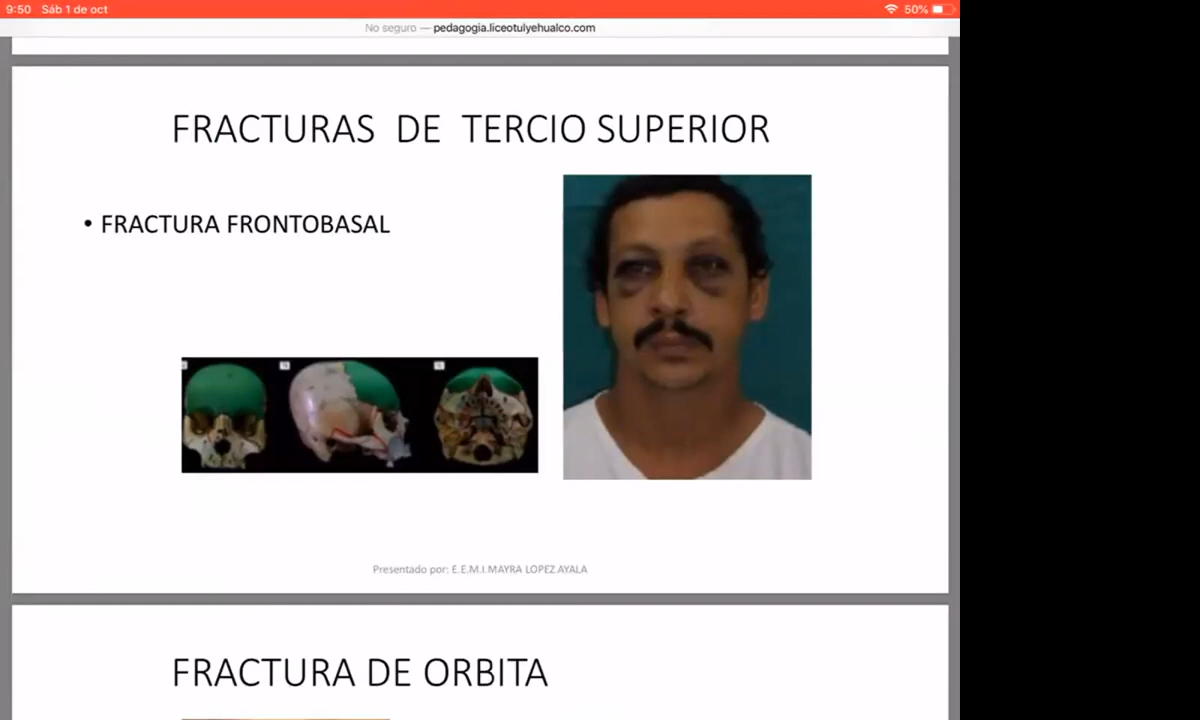 9:50 Sáb 1 de oct 50%
No seguro — pedagogia.liceotulyehualco.com
FRACTURAS DE TERCIO SUPERIOR
• FRACTURA FRONTOBASAL
Presentado por: E.E.M.I.MAYRA LOPEZ AYALA
FRACTURA DE ORBITA